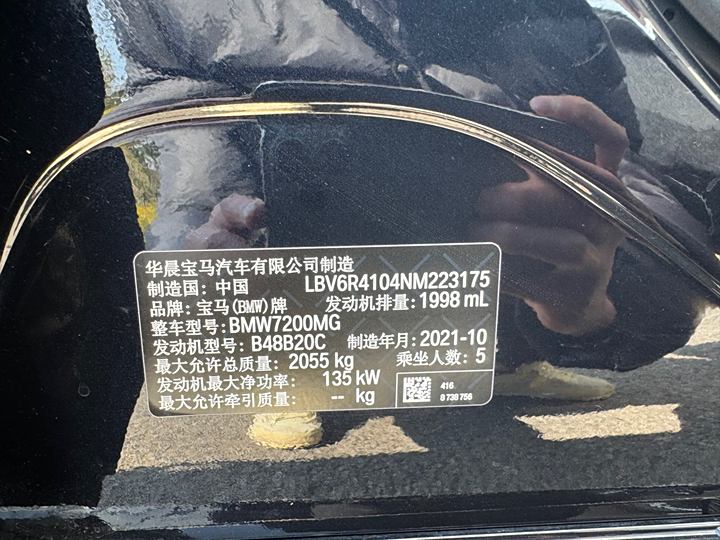 华晨宝马汽车有限公司制造
制造国: 中国 LBV6R4104NM223175
品牌: 宝马(BMW)牌 发动机排量: 1998 mL
整车型号: BMW7200MG
发动机型号: B48B20C 制造年月: 2021-10
最大允许总质量: 2055 kg 乘坐人数: 5
发动机最大净功率: 135 kW
最大允许牵引质量: -- kg
416
8 738 756